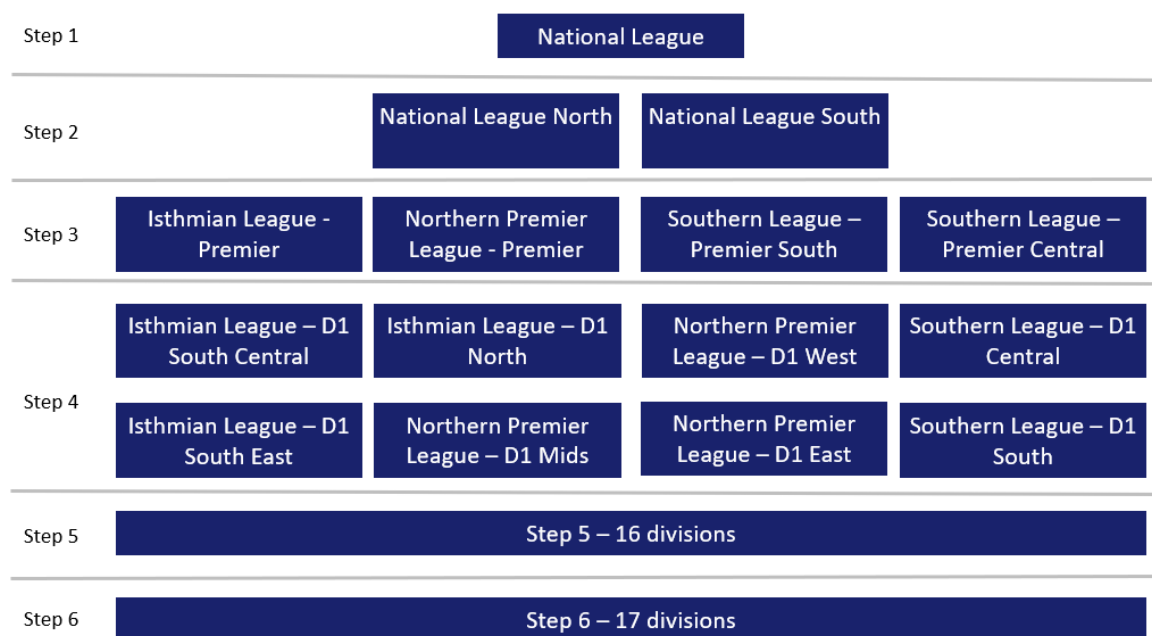 Step 1
National League
Step 2
National League North
National League South
Step 3
Isthmian League -
Premier
Northern Premier
League - Premier
Southern League –
Premier South
Southern League –
Premier Central
Step 4
Isthmian League – D1
South Central
Isthmian League – D1
North
Northern Premier
League – D1 West
Southern League – D1
Central
Isthmian League – D1
South East
Northern Premier
League – D1 Mids
Northern Premier
League – D1 East
Southern League – D1
South
Step 5
Step 5 – 16 divisions
Step 6
Step 6 – 17 divisions